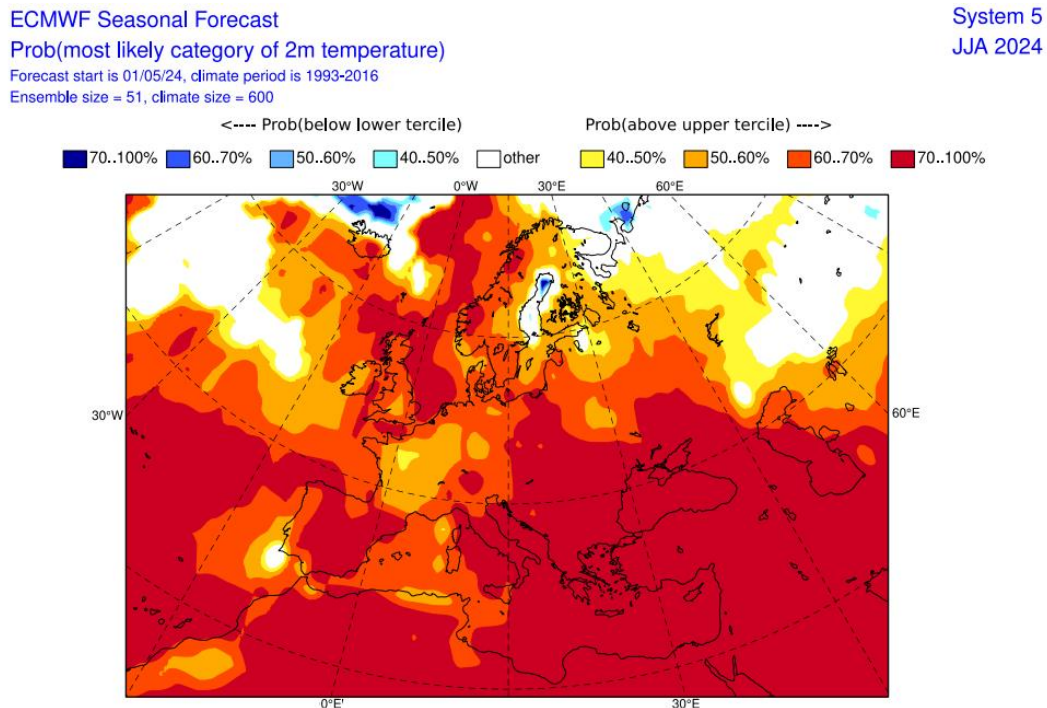 ECMWF Seasonal Forecast
System 5
Prob(most likely category of 2m temperature)
JJA 2024
Forecast start is 01/05/24, climate period is 1993-2016
Ensemble size = 51, climate size = 600
<---- Prob(below lower tercile)
Prob(above upper tercile) ---->
70..100%
60..70%
50..60%
40..50%
other
40..50%
50..60%
60..70%
70..100%
30°W
0°W
30°E
60°E
30°W
60°E
0°E'
30°E